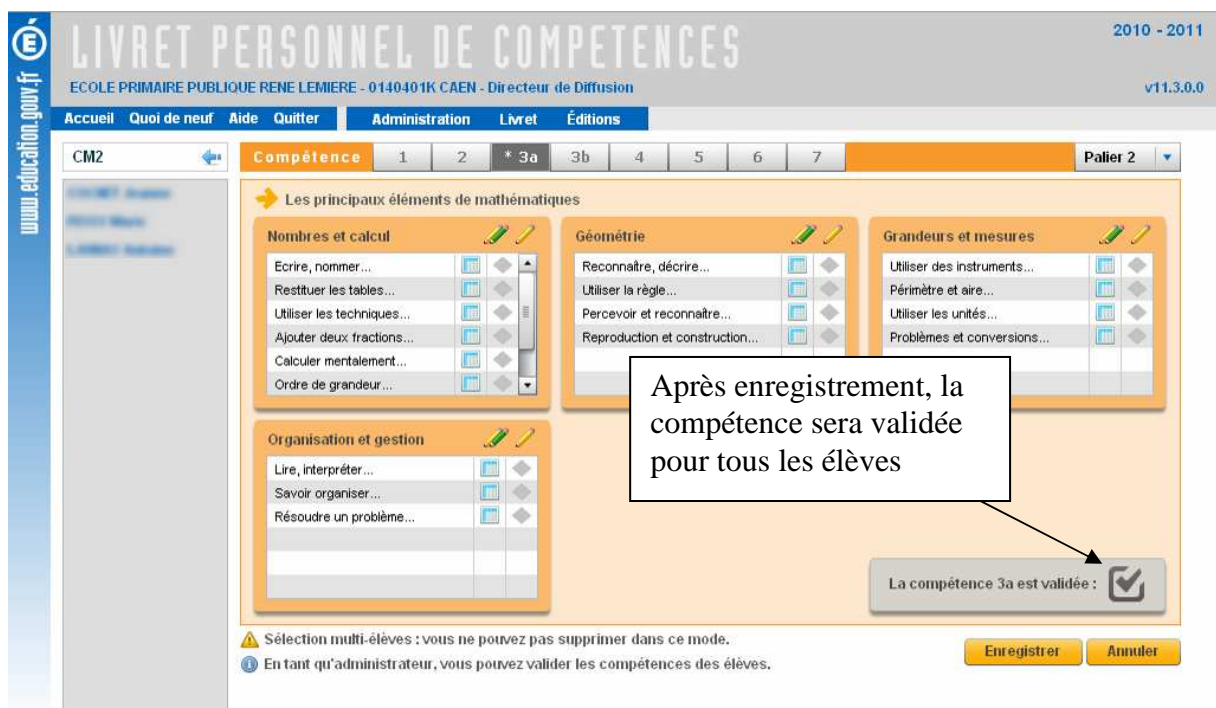 LIVRET PERSONNEL DE COMPETENCES
2010 - 2011
ECOLE PRIMAIRE PUBLIQUE RENE LEMIERE - 0140401K CAEN - Directeur de Diffusion
v11.3.0.0
www.education.gouv.fr
Accueil Quoi de neuf Aide Quitter Administration Livret Éditions
CM2
Compétence 1 2 * 3a 3b 4 5 6 7
Palier 2
Les principaux éléments de mathématiques
Nombres et calcul
Ecrire, nommer...
Restituer les tables...
Utiliser les techniques...
Ajouter deux fractions...
Calculer mentalement...
Ordre de grandeur...
Géométrie
Reconnaître, décrire...
Utiliser la règle...
Percevoir et reconnaître...
Reproduction et construction...
Grandeurs et mesures
Utiliser des instruments...
Périmètre et aire...
Utiliser les unités...
Problèmes et conversions...
Après enregistrement, la
compétence sera validée
pour tous les élèves
Organisation et gestion
Lire, interpréter...
Savoir organiser...
Résoudre un problème...
La compétence 3a est validée :
Sélection multi-élèves : vous ne pouvez pas supprimer dans ce mode.
En tant qu'administrateur, vous pouvez valider les compétences des élèves.
Enregistrer
Annuler